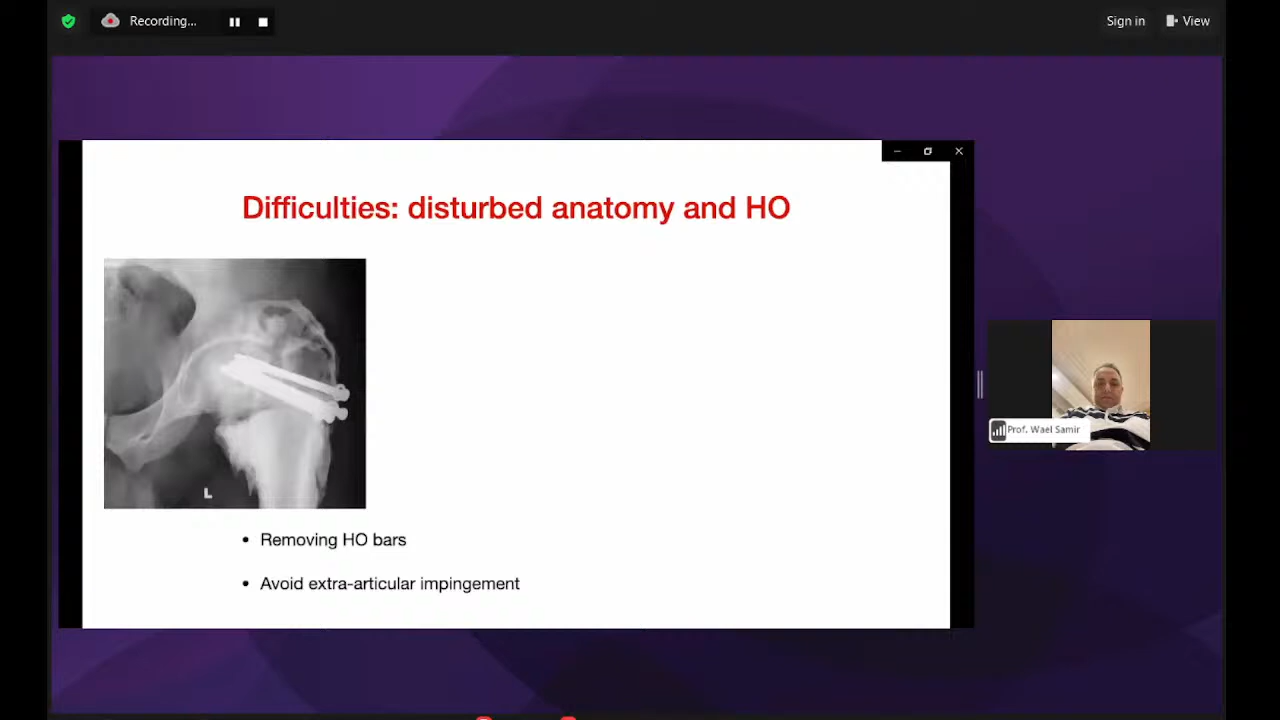 Recording...
Sign in
View
Difficulties: disturbed anatomy and HO
L
• Removing HO bars
• Avoid extra-articular impingement
Prof. Wael Samir